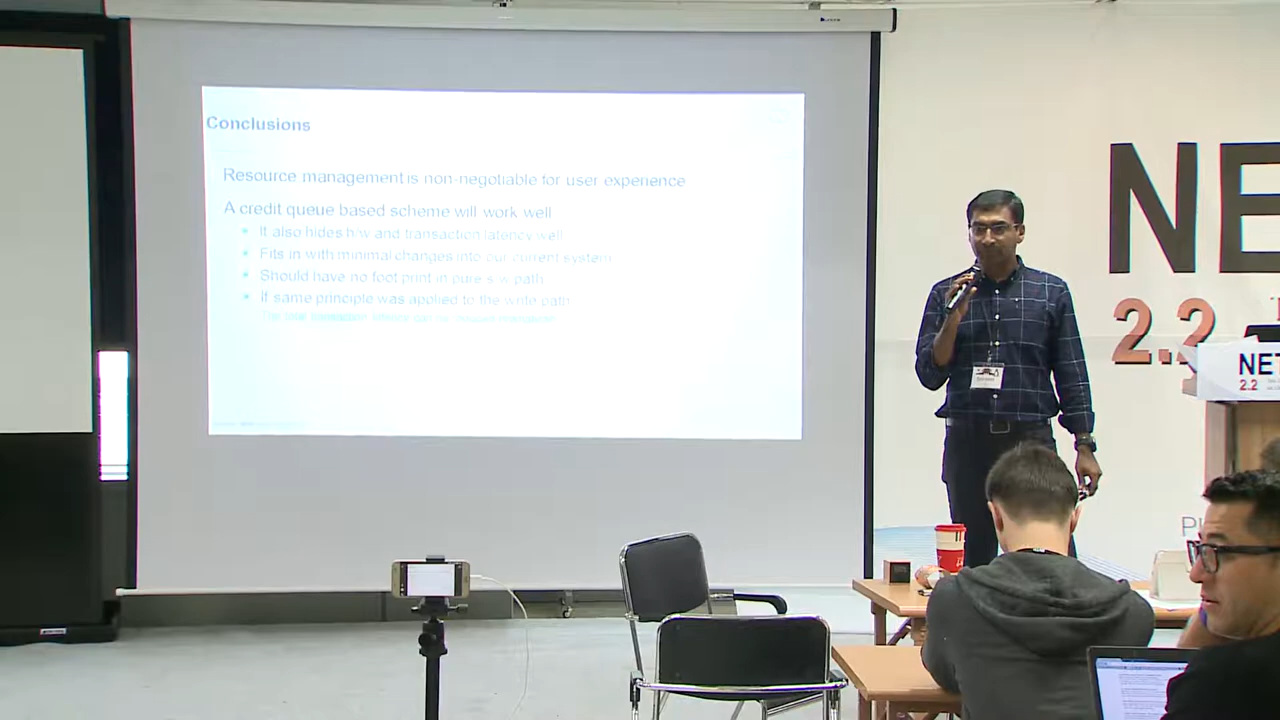 Conclusions
Resource management is non-negotiable for user experience
A credit queue based scheme will work well
It also hides h/w and transaction latency well
Fits in with minimal changes into our current system
Should have no foot print in pure s/w path
If same principle was applied to the write path
NE
2.2
NET
2.2